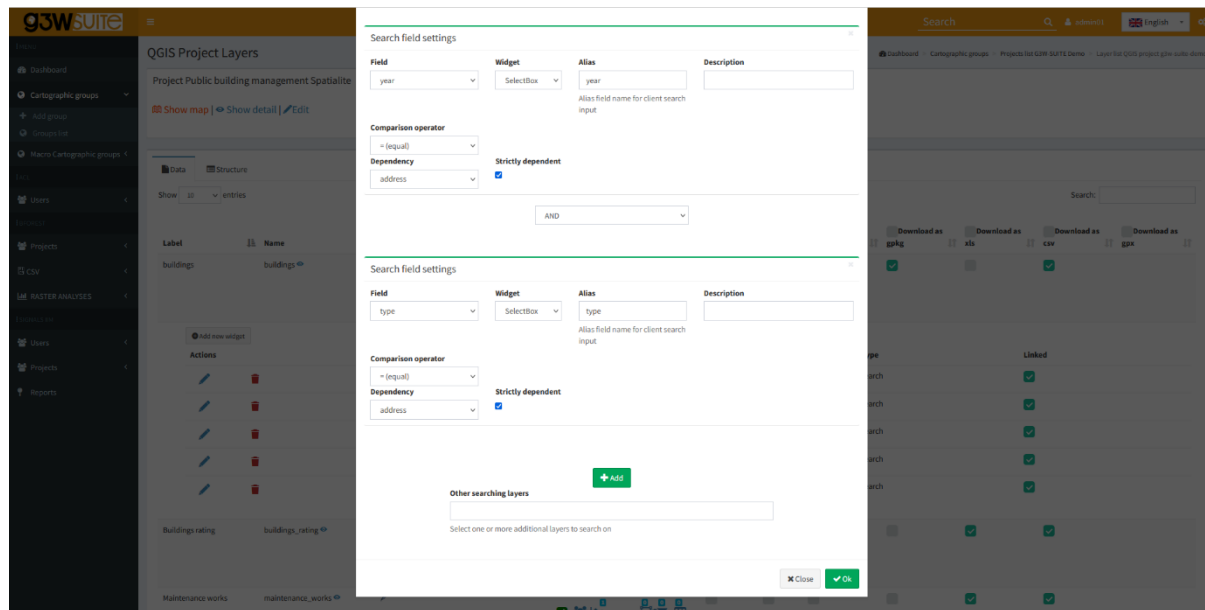 g3wSUITE
Search
admin01
English
Dashboard
Cartographic groups
Add group
Groups list
Macro Cartographic groups
Users
Projects
CSV
RASTER ANALYSES
Users
Projects
Reports
QGIS Project Layers
Dashboard
Cartographic groups
Projects list G3W-SUITE Demo
Project Public building management Spatialite
Show map | Show detail | Edit
Data
Structure
Show 10 entries
Search:
Label
Name
Download as gpkg
Download as xls
Download as csv
Download as gpx
buildings
buildings
Add new widget
Actions
Linked
Buildings rating
buildings_rating
Maintenance works
maintenance_works
Search field settings
Field
Widget
Alias
Description
year
SelectBox
year
Alias field name for client search
input
Comparison operator
= (equal)
Dependency
Strictly dependent
address
AND
Search field settings
Field
Widget
Alias
Description
type
SelectBox
type
Alias field name for client search
input
Comparison operator
= (equal)
Dependency
Strictly dependent
address
Add
Other searching layers
Select one or more additional layers to search on
Close
Ok